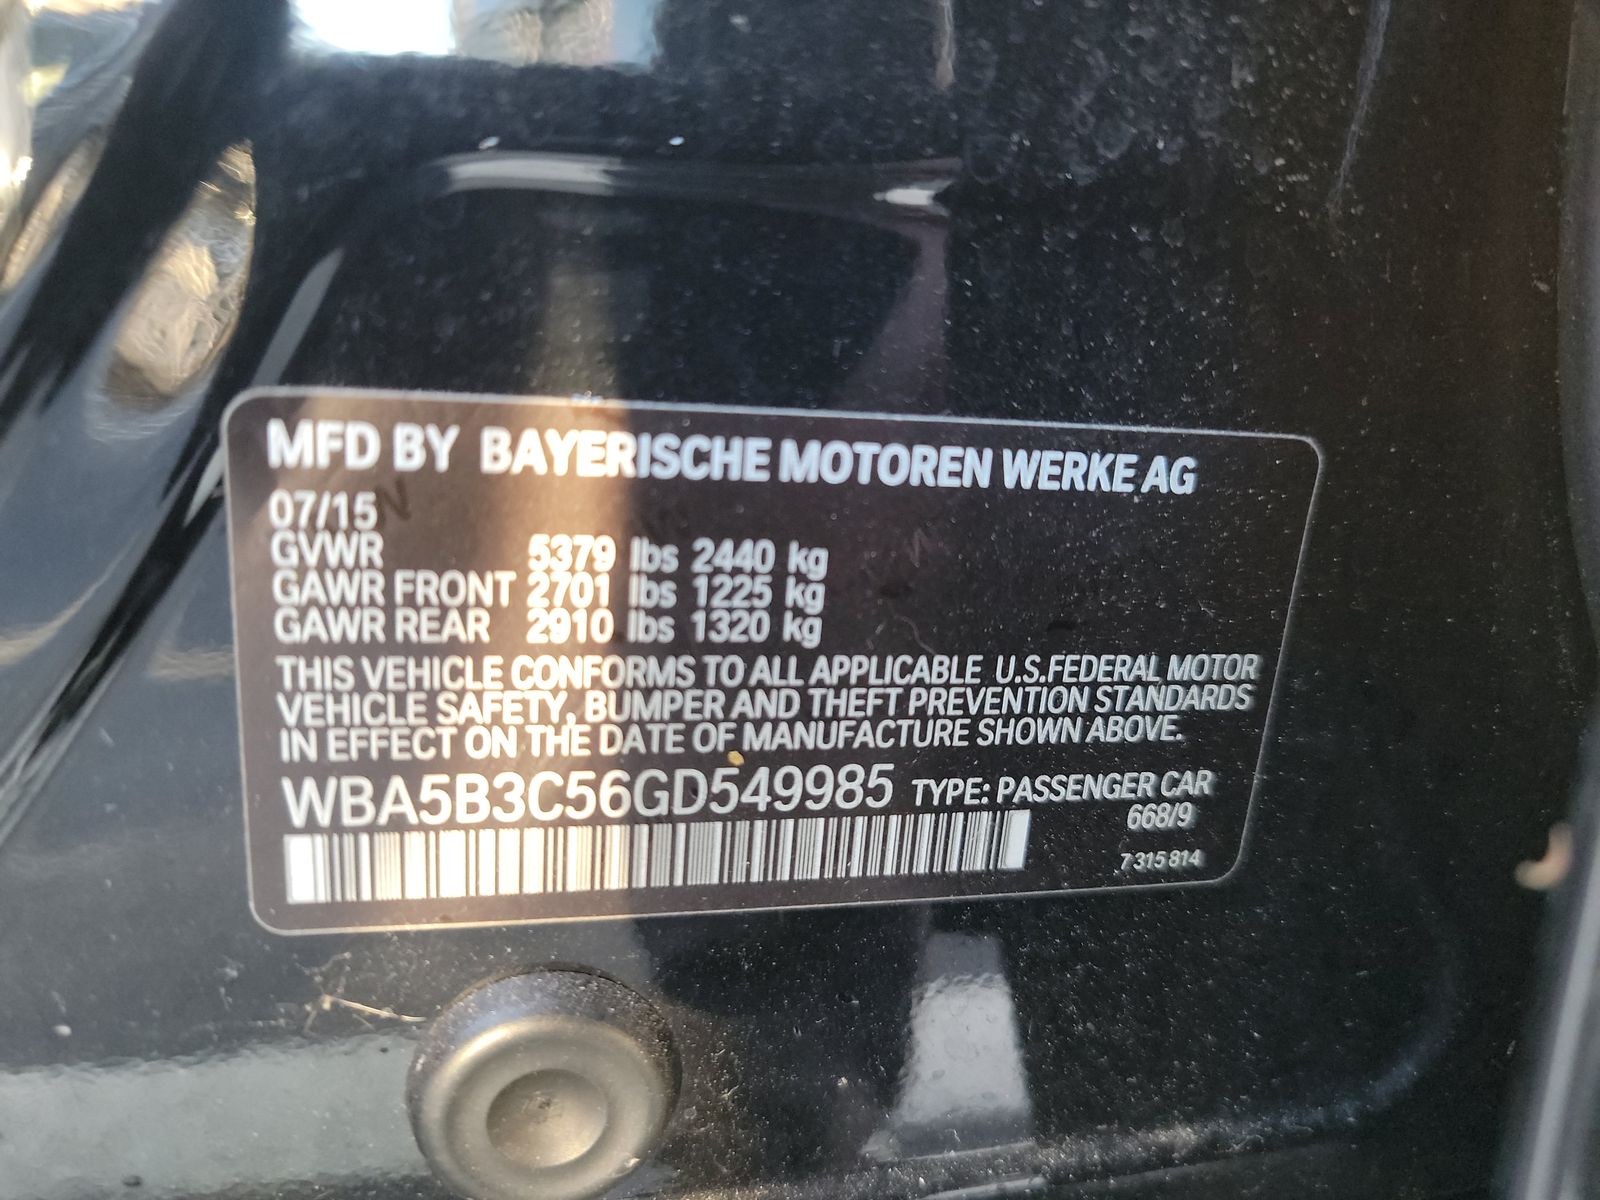 MFD BY BAYERISCHE MOTOREN WERKE AG
07/15
GVWR 5379 lbs 2440 kg
GAWR FRONT 2701 lbs 1225 kg
GAWR REAR 2910 lbs 1320 kg
THIS VEHICLE CONFORMS TO ALL APPLICABLE U.S.FEDERAL MOTOR
VEHICLE SAFETY, BUMPER AND THEFT PREVENTION STANDARDS
IN EFFECT ON THE DATE OF MANUFACTURE SHOWN ABOVE.
WBA5B3C56GD549985 TYPE: PASSENGER CAR
668/9
7 315 814